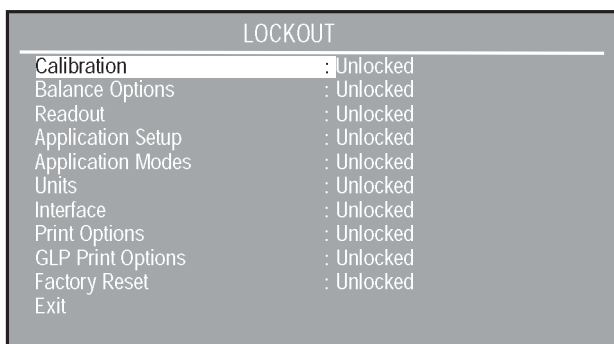 LOCKOUT
Calibration : Unlocked
Balance Options : Unlocked
Readout : Unlocked
Application Setup : Unlocked
Application Modes : Unlocked
Units : Unlocked
Interface : Unlocked
Print Options : Unlocked
GLP Print Options : Unlocked
Factory Reset : Unlocked
Exit